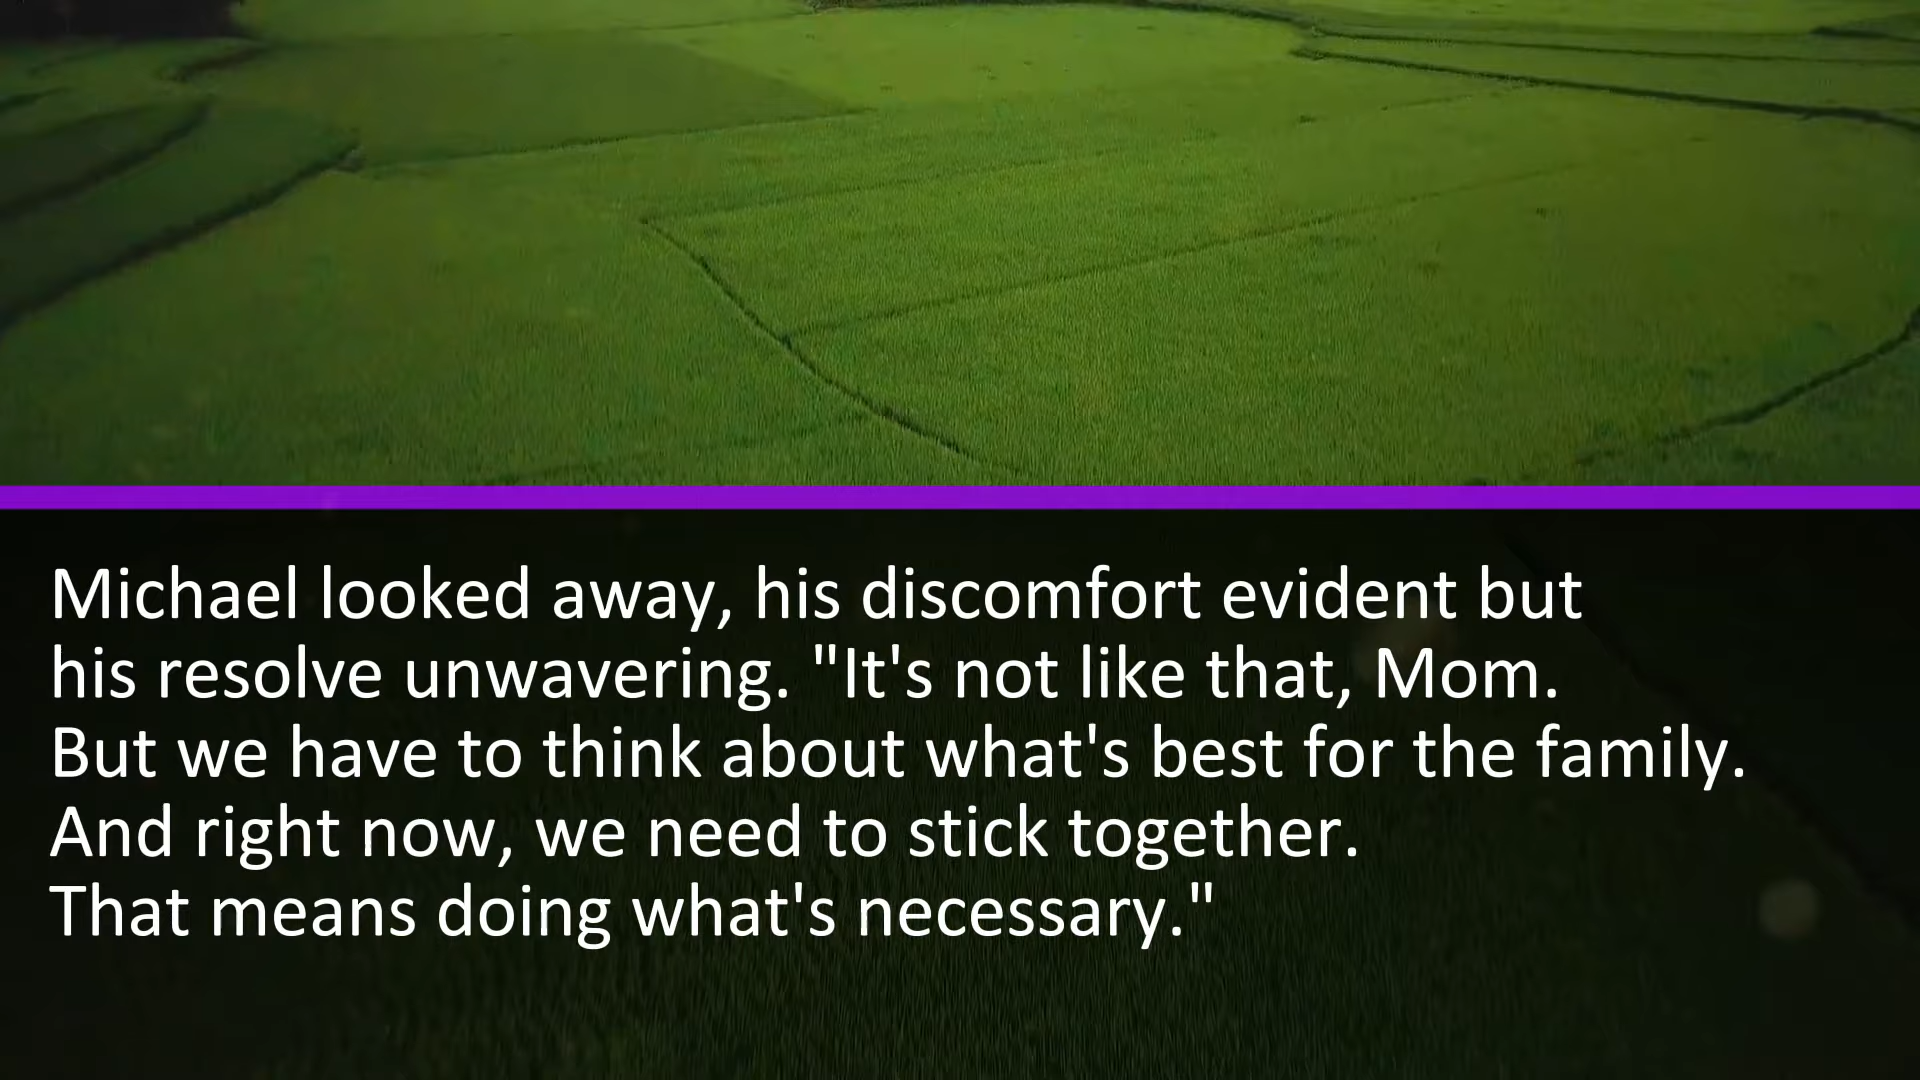 Michael looked away, his discomfort evident but
his resolve unwavering. "It's not like that, Mom.
But we have to think about what's best for the family.
And right now, we need to stick together.
That means doing what's necessary."